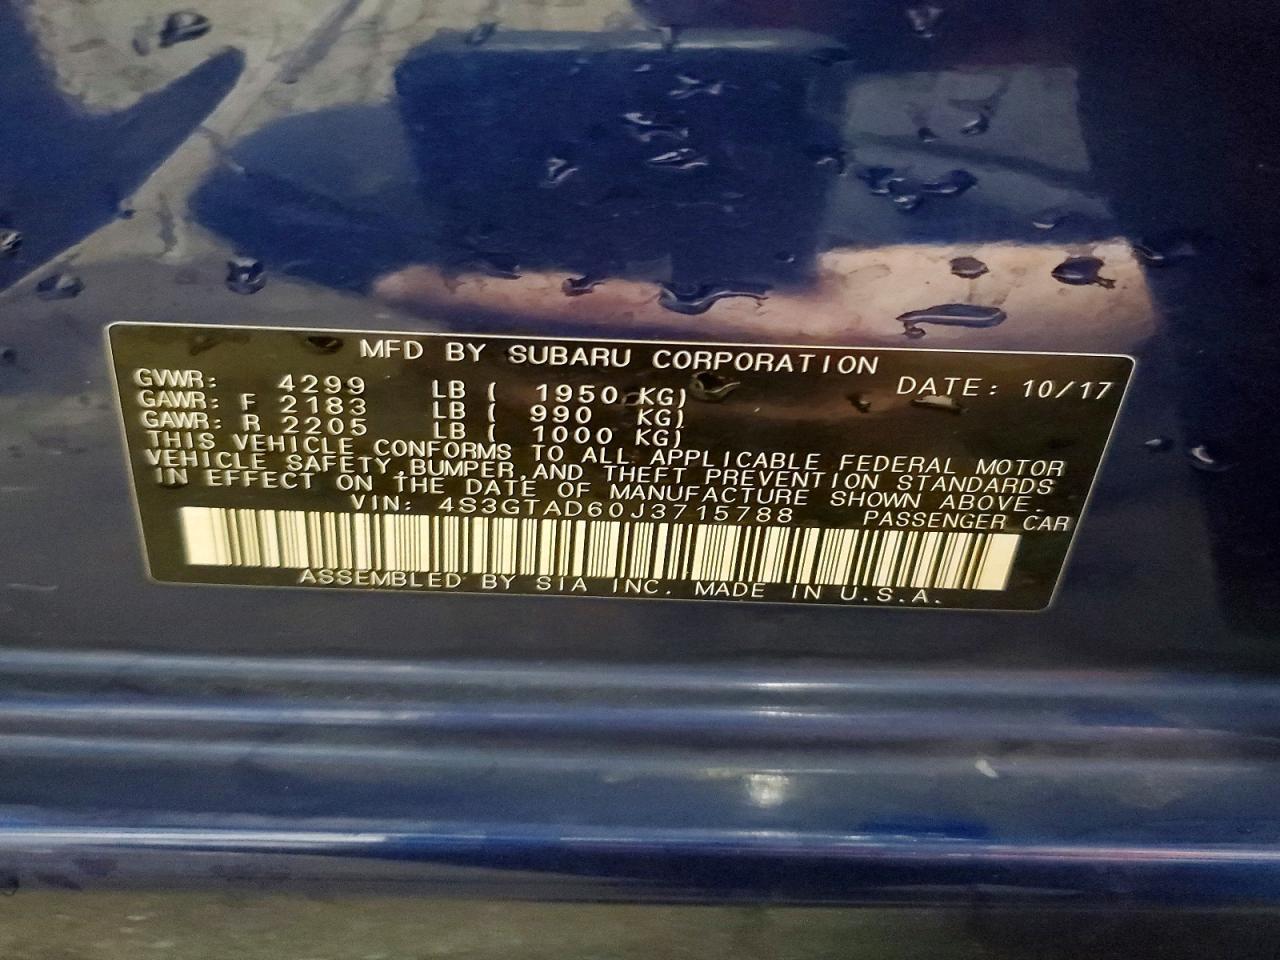 MFD BY SUBARU CORPORATION
GVWR: 4299 LB ( 1950 KG) DATE: 10/17
GAWR: F 2183 LB ( 990 KG)
GAWR: R 2205 LB ( 1000 KG)
THIS VEHICLE CONFORMS TO ALL APPLICABLE FEDERAL MOTOR
VEHICLE SAFETY,BUMPER,AND THEFT PREVENTION STANDARDS
IN EFFECT ON THE DATE OF MANUFACTURE SHOWN ABOVE.
VIN: 4S3GTAD60J3715788 PASSENGER CAR
ASSEMBLED BY SIA INC. MADE IN U.S.A.